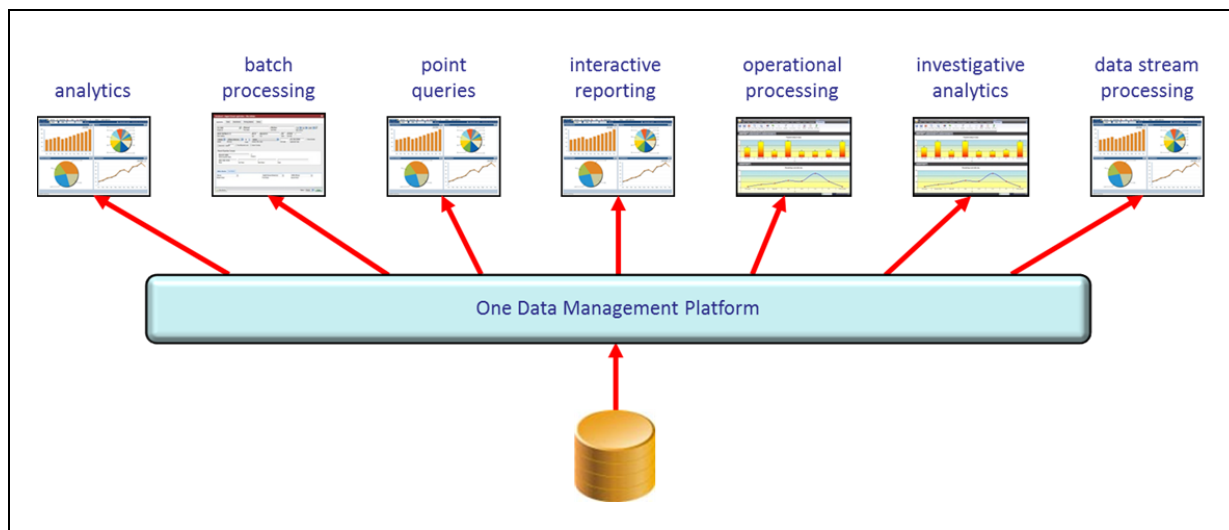 analytics
batch
processing
point
queries
interactive
reporting
operational
processing
investigative
analytics
data stream
processing
One Data Management Platform